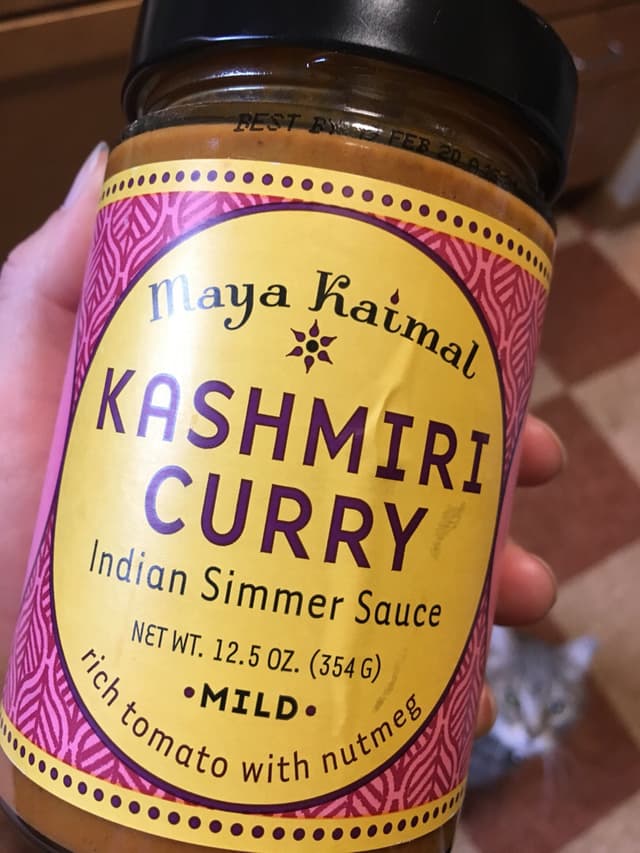 BEST BY FEB 20
Maya Kaimal
KASHMIRI
CURRY
Indian Simmer Sauce
NET WT. 12.5 OZ. (354 G)
•MILD•
rich tomato with nutmeg